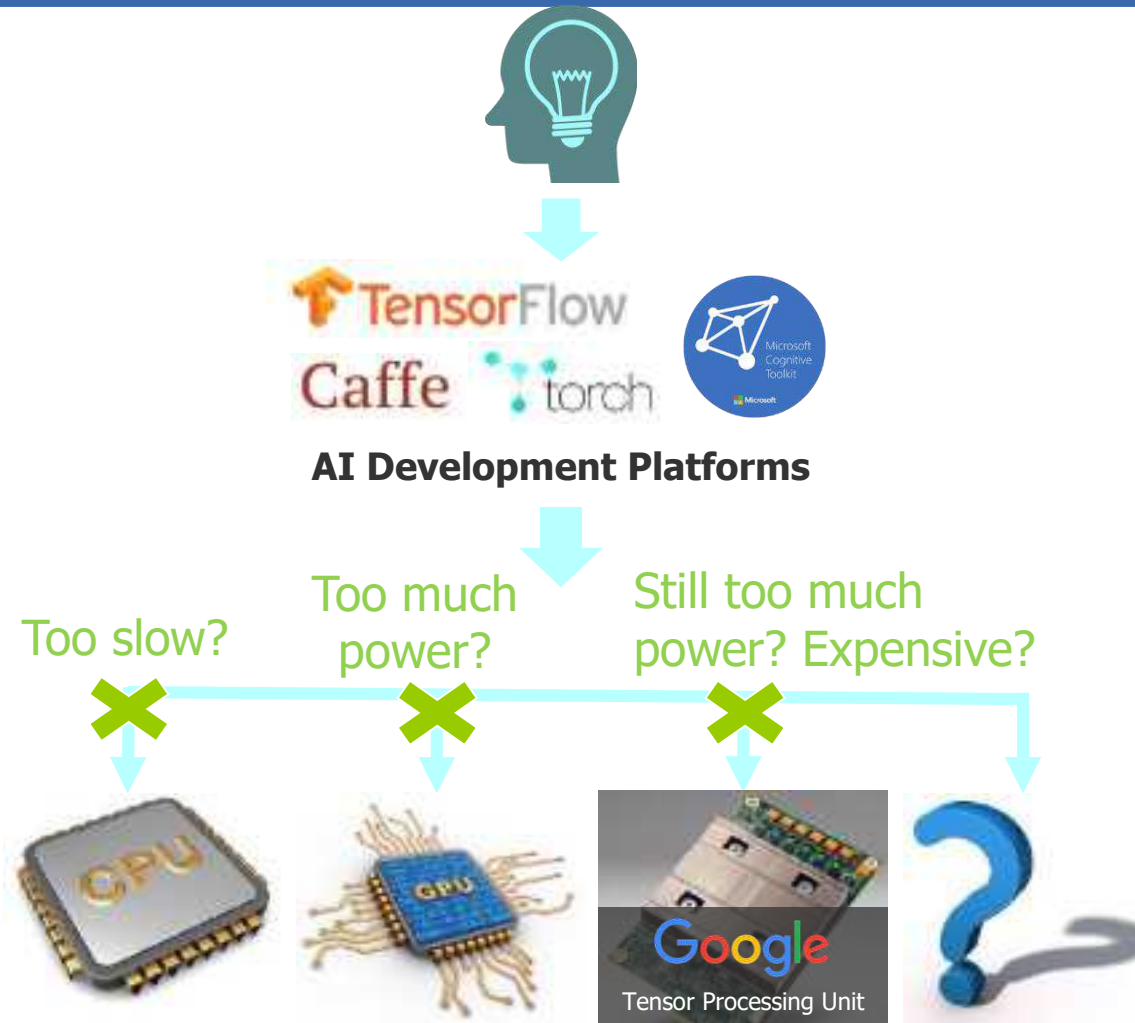 TensorFlow
Caffe torch
Microsoft
Cognitive
Toolkit
Microsoft
AI Development Platforms
Too slow?
Too much
power?
Still too much
power? Expensive?
CPU
GPU
Google
Tensor Processing Unit